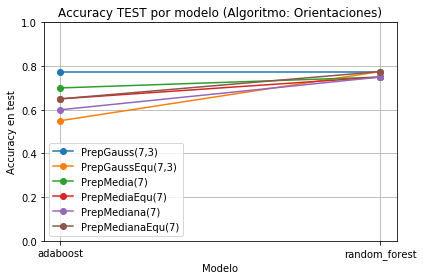 Accuracy TEST por modelo (Algoritmo: Orientaciones)
Accuracy en test
1.0
0.8
0.6
0.4
0.2
0.0
PrepGauss(7,3)
PrepGaussEqu(7,3)
PrepMedia(7)
PrepMediaEqu(7)
PrepMediana(7)
PrepMedianaEqu(7)
adaboost
random_forest
Modelo